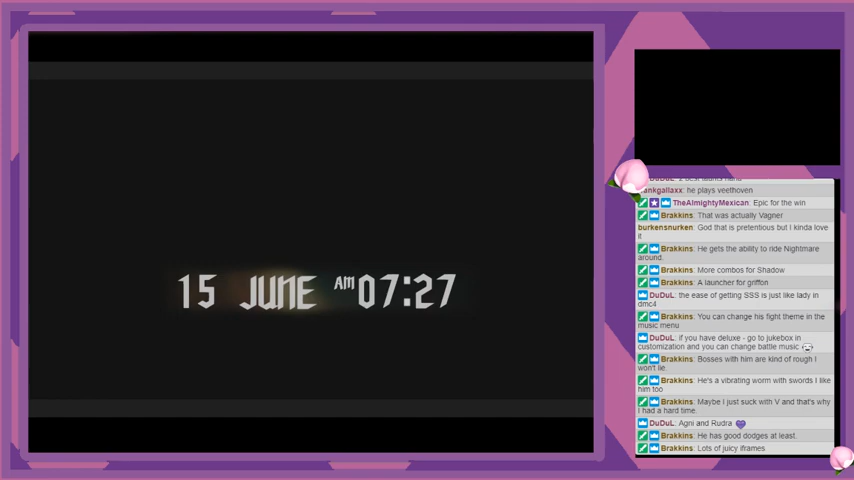 15 JUNE AM 07:27
ankgallaxx: he plays veethoven
TheAlmightyMexican: Epic for the win
Brakkins: That was actually Vagner
burkensnurken: God that is pretentious but I kinda love
it
Brakkins: He gets the ability to ride Nightmare
around.
Brakkins: More combos for Shadow
Brakkins: A launcher for griffon
DuDuL: the ease of getting SSS is just like lady in
dmc4
Brakkins: You can change his fight theme in the
music menu
DuDuL: if you have deluxe - go to jukebox in
customization and you can change battle music
Brakkins: Bosses with him are kind of rough I
won't lie.
Brakkins: He's a vibrating worm with swords I like
him too
Brakkins: Maybe I just suck with V and that's why
I had a hard time.
DuDuL: Agni and Rudra
Brakkins: He has good dodges at least.
Brakkins: Lots of juicy iframes